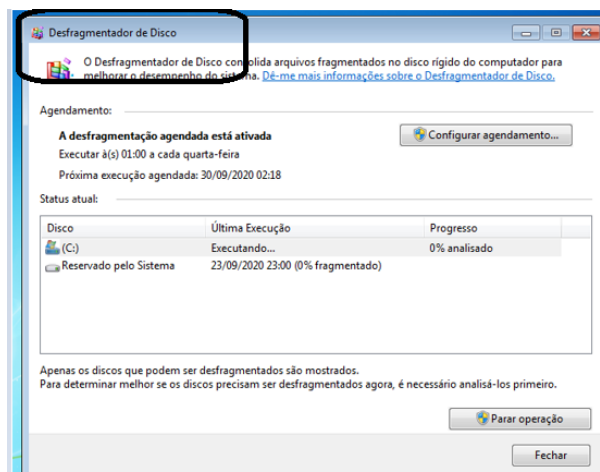 Desfragmentador de Disco
O Desfragmentador de Disco consolida arquivos fragmentados no disco rígido do computador para
melhorar o desempenho do sistema. Dê-me mais informações sobre o Desfragmentador de Disco.
Agendamento:
A desfragmentação agendada está ativada
Configurar agendamento...
Executar à(s) 01:00 a cada quarta-feira
Próxima execução agendada: 30/09/2020 02:18
Status atual:
Disco Última Execução Progresso
(C:) Executando... 0% analisado
Reservado pelo Sistema 23/09/2020 23:00 (0% fragmentado)
Apenas os discos que podem ser desfragmentados são mostrados.
Para determinar melhor se os discos precisam ser desfragmentados agora, é necessário analisá-los primeiro.
Parar operação
Fechar